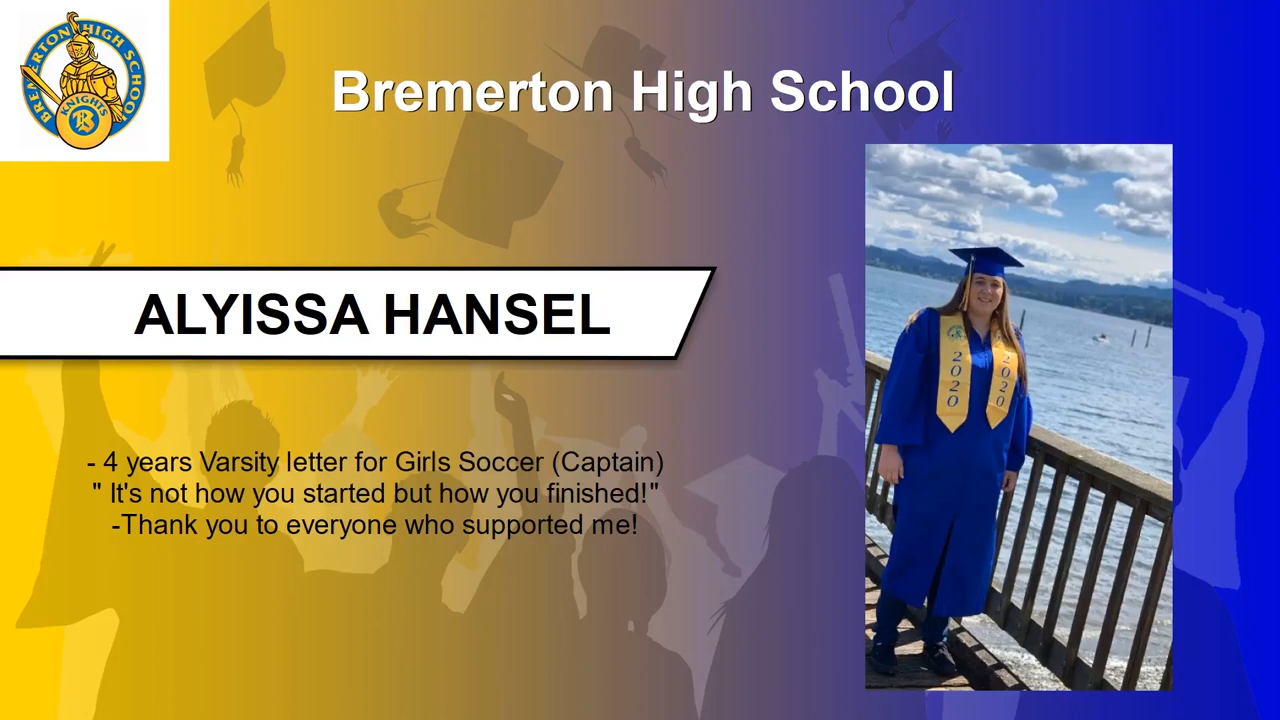 BREMERTON HIGH SCHOOL
KNIGHTS
B
Bremerton High School
ALYISSA HANSEL
- 4 years Varsity letter for Girls Soccer (Captain)
" It's not how you started but how you finished!"
-Thank you to everyone who supported me!
2020
2020